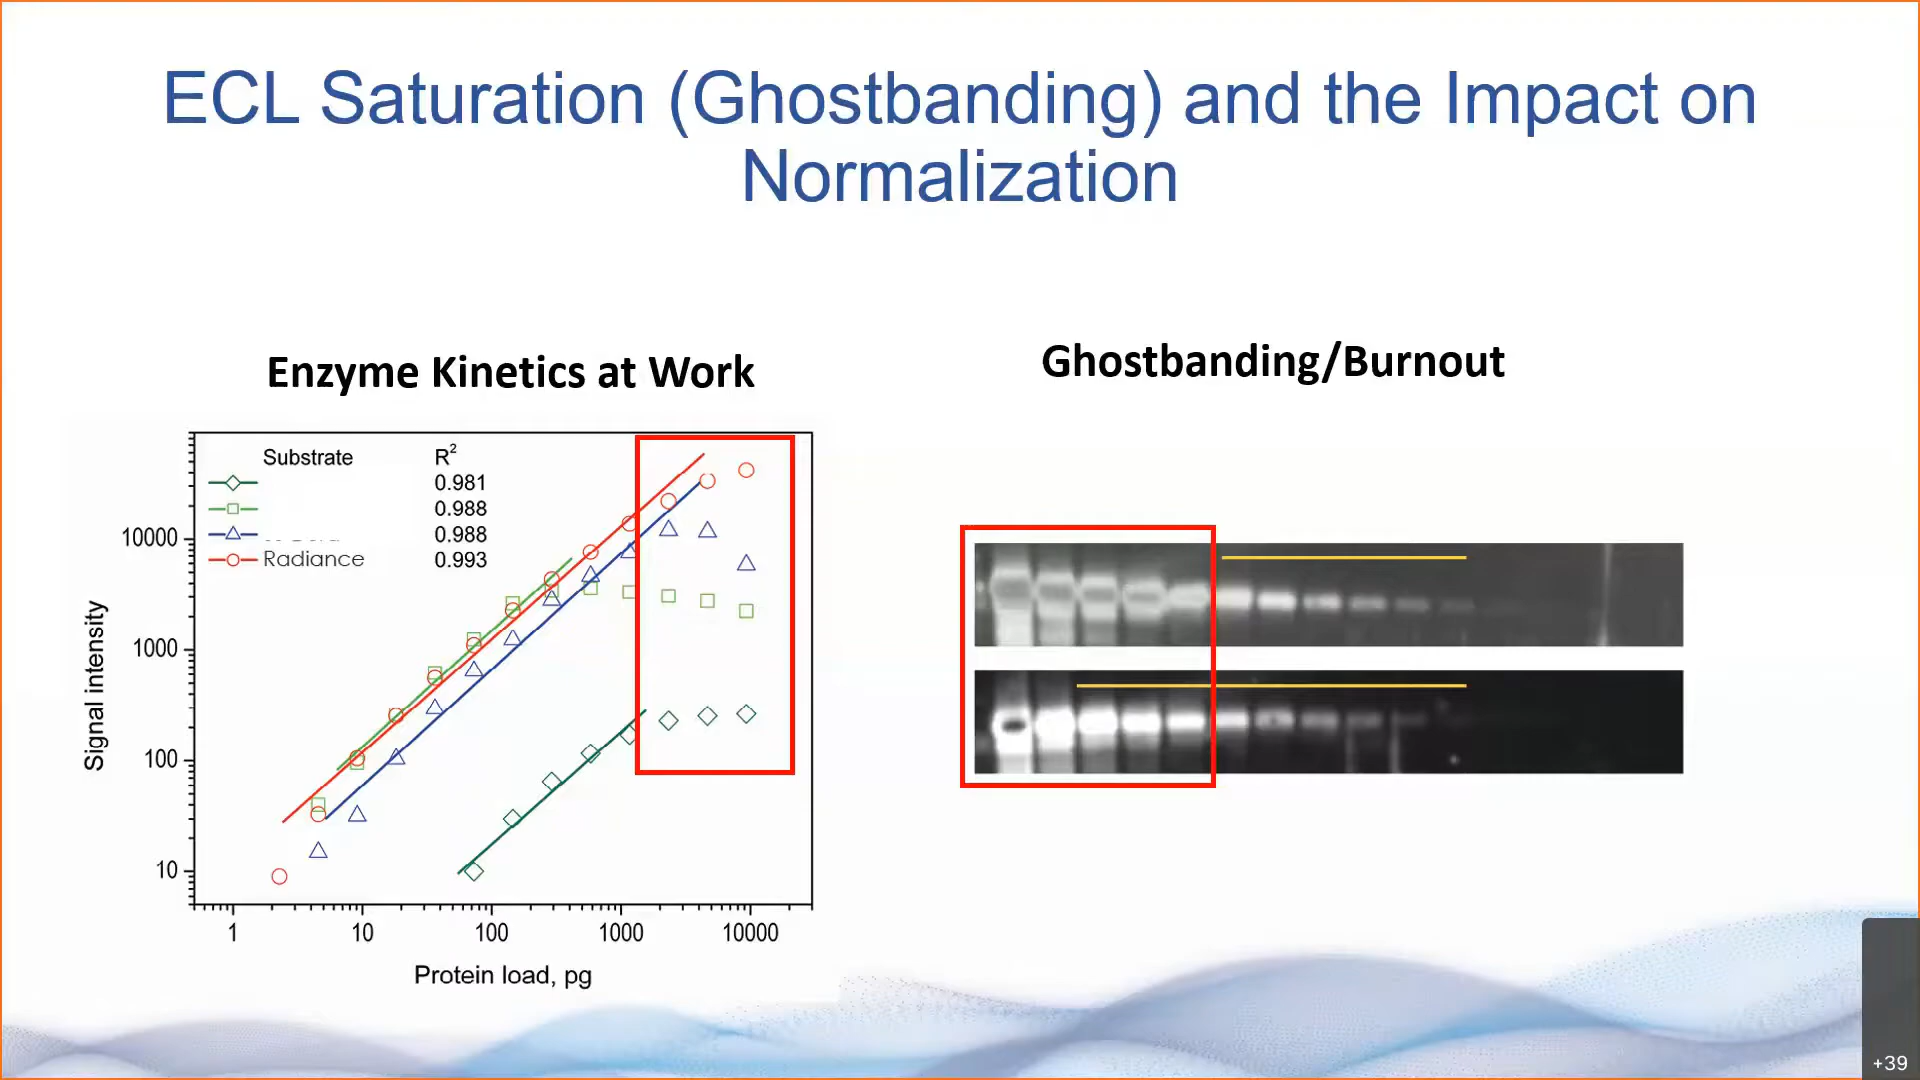 ECL Saturation (Ghostbanding) and the Impact on
Normalization
Enzyme Kinetics at Work
Ghostbanding/Burnout
Substrate R²
0.981
0.988
0.988
Radiance 0.993
10000
1000
100
10
Signal intensity
1 10 100 1000 10000
Protein load, pg
+39